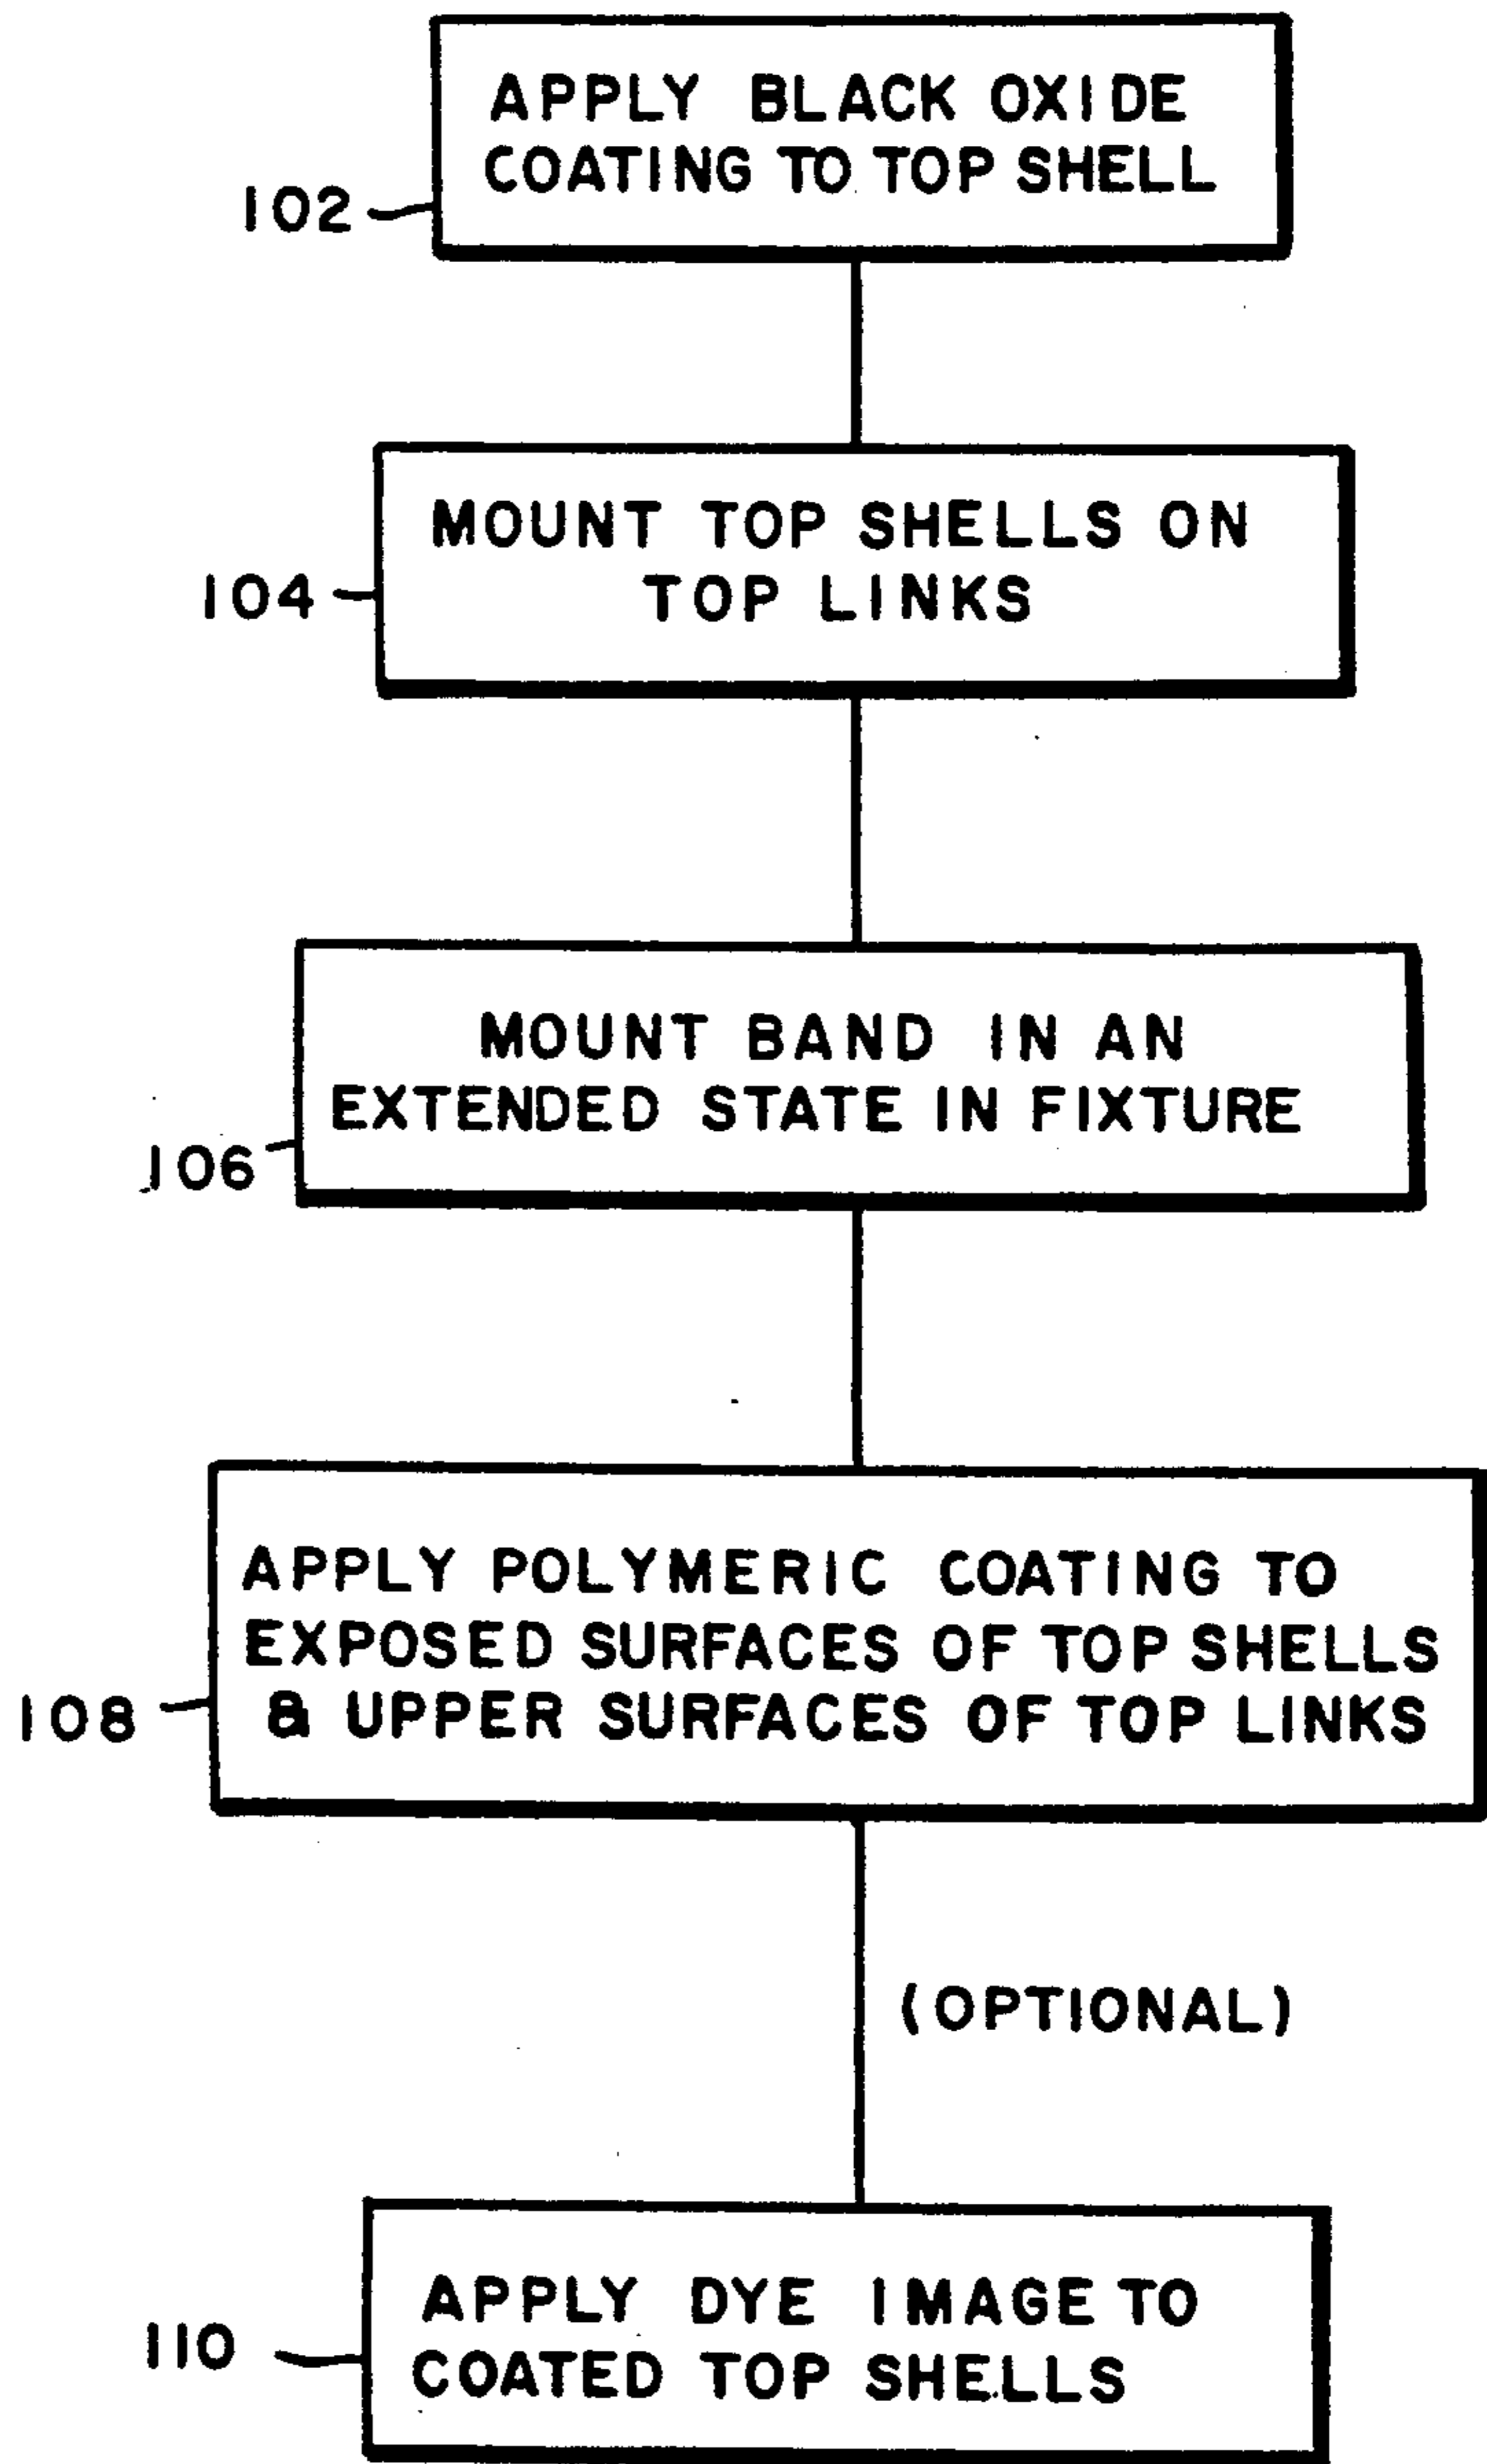 APPLY BLACK OXIDE
COATING TO TOP SHELL
102
MOUNT TOP SHELLS ON
TOP LINKS
104
MOUNT BAND IN AN
EXTENDED STATE IN FIXTURE
106
APPLY POLYMERIC COATING TO
EXPOSED SURFACES OF TOP SHELLS
& UPPER SURFACES OF TOP LINKS
108
(OPTIONAL)
APPLY DYE IMAGE TO
COATED TOP SHELLS
110